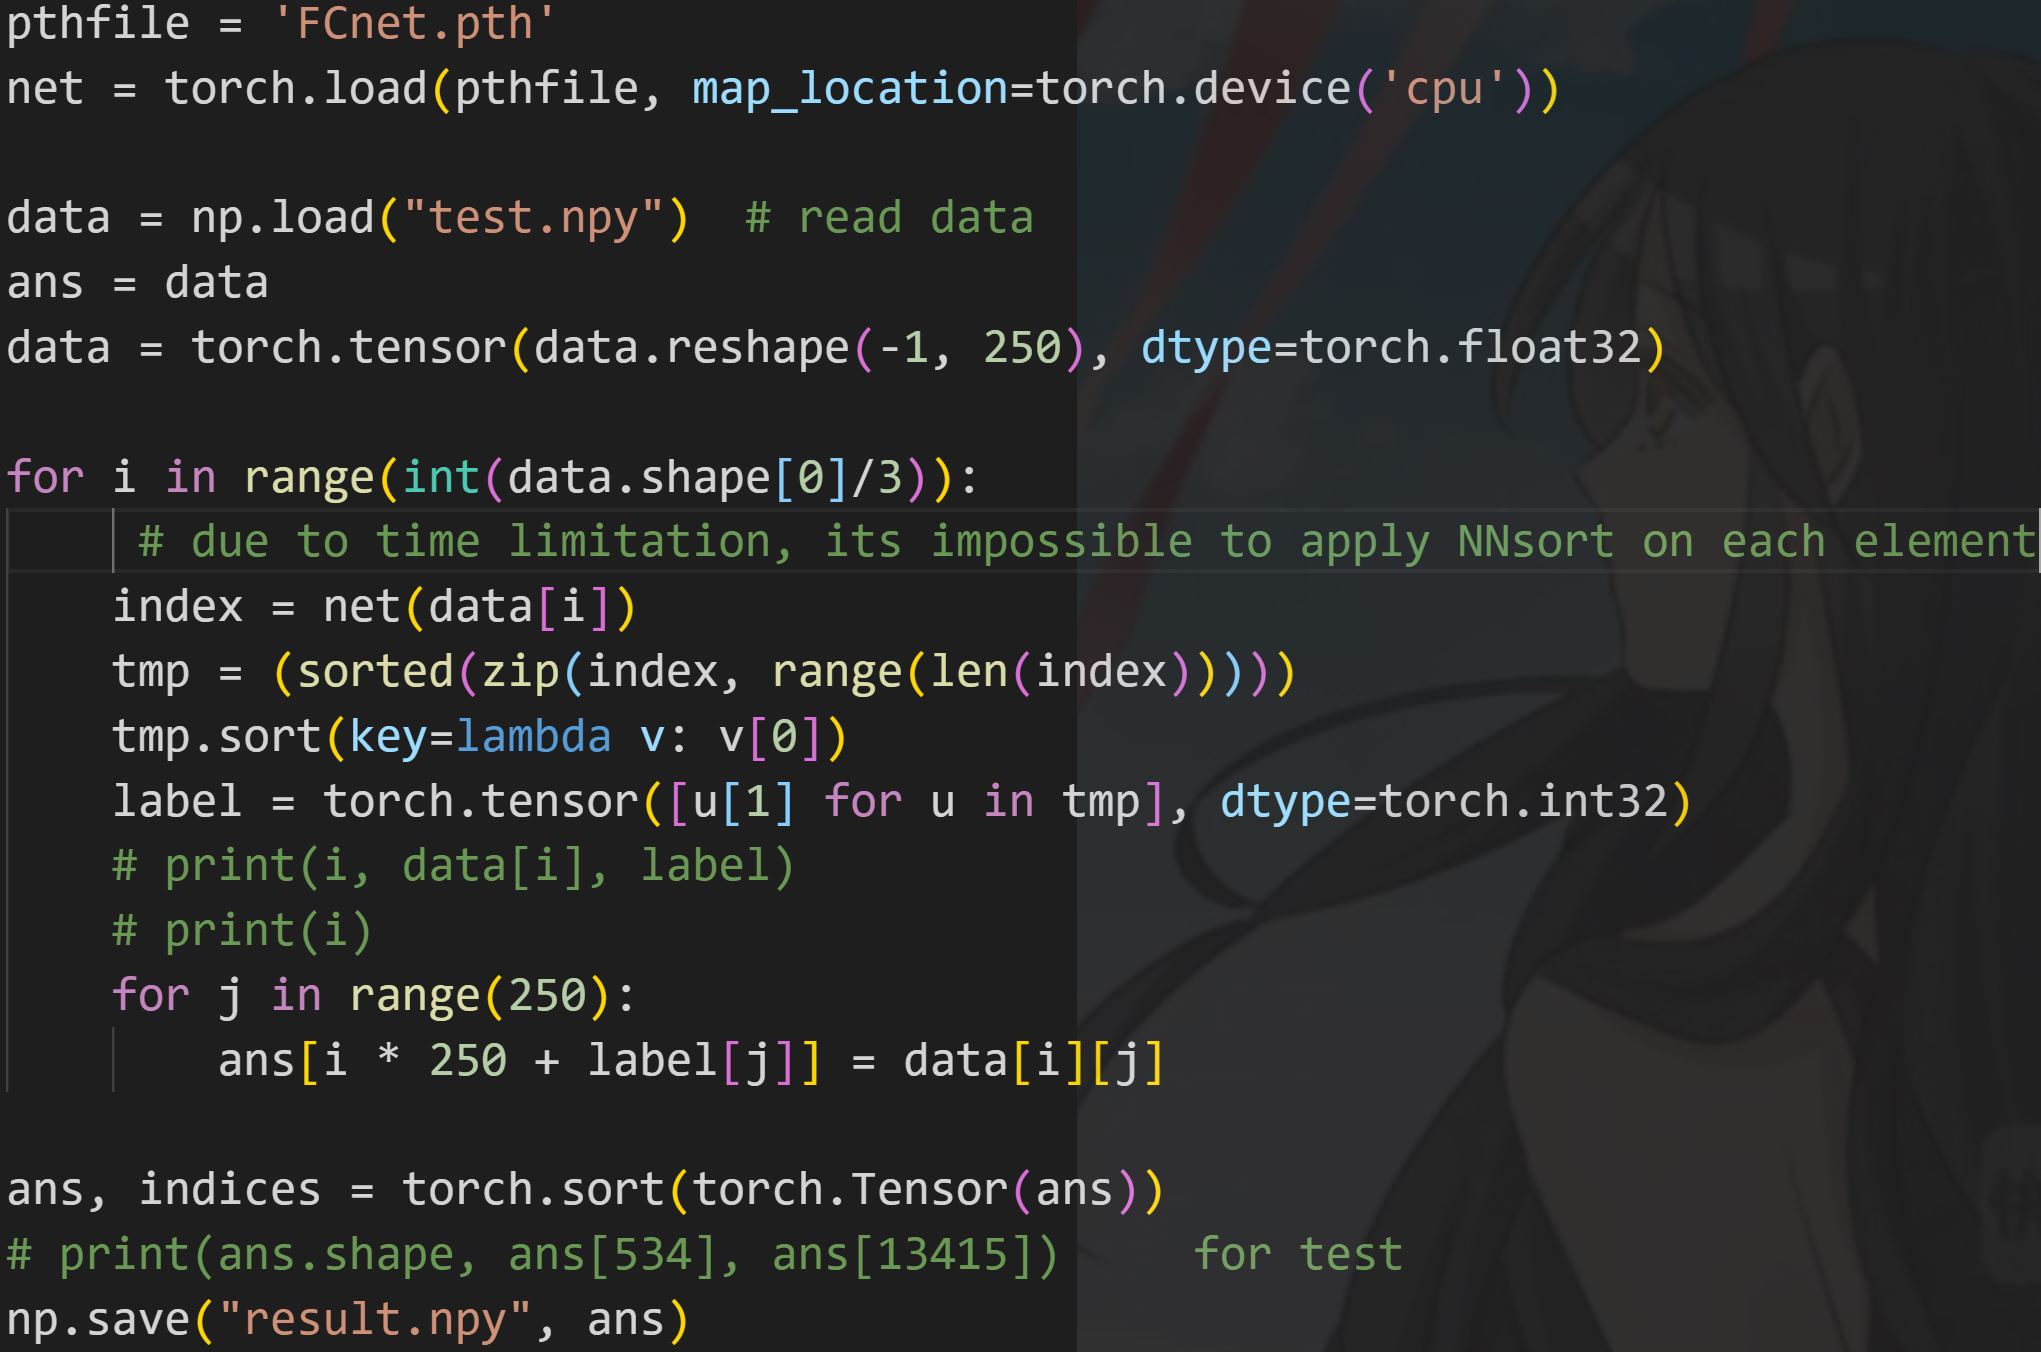 pthfile = 'FCnet.pth'
net = torch.load(pthfile, map_location=torch.device('cpu'))
data = np.load("test.npy")  # read data
ans = data
data = torch.tensor(data.reshape(-1, 250), dtype=torch.float32)
for i in range(int(data.shape[0]/3)):
     # due to time limitation, its impossible to apply NNsort on each element
    index = net(data[i])
    tmp = (sorted(zip(index, range(len(index)))))
    tmp.sort(key=lambda v: v[0])
    label = torch.tensor([u[1] for u in tmp], dtype=torch.int32)
    # print(i, data[i], label)
    # print(i)
    for j in range(250):
        ans[i * 250 + label[j]] = data[i][j]
ans, indices = torch.sort(torch.Tensor(ans))
# print(ans.shape, ans[534], ans[13415])     for test
np.save("result.npy", ans)